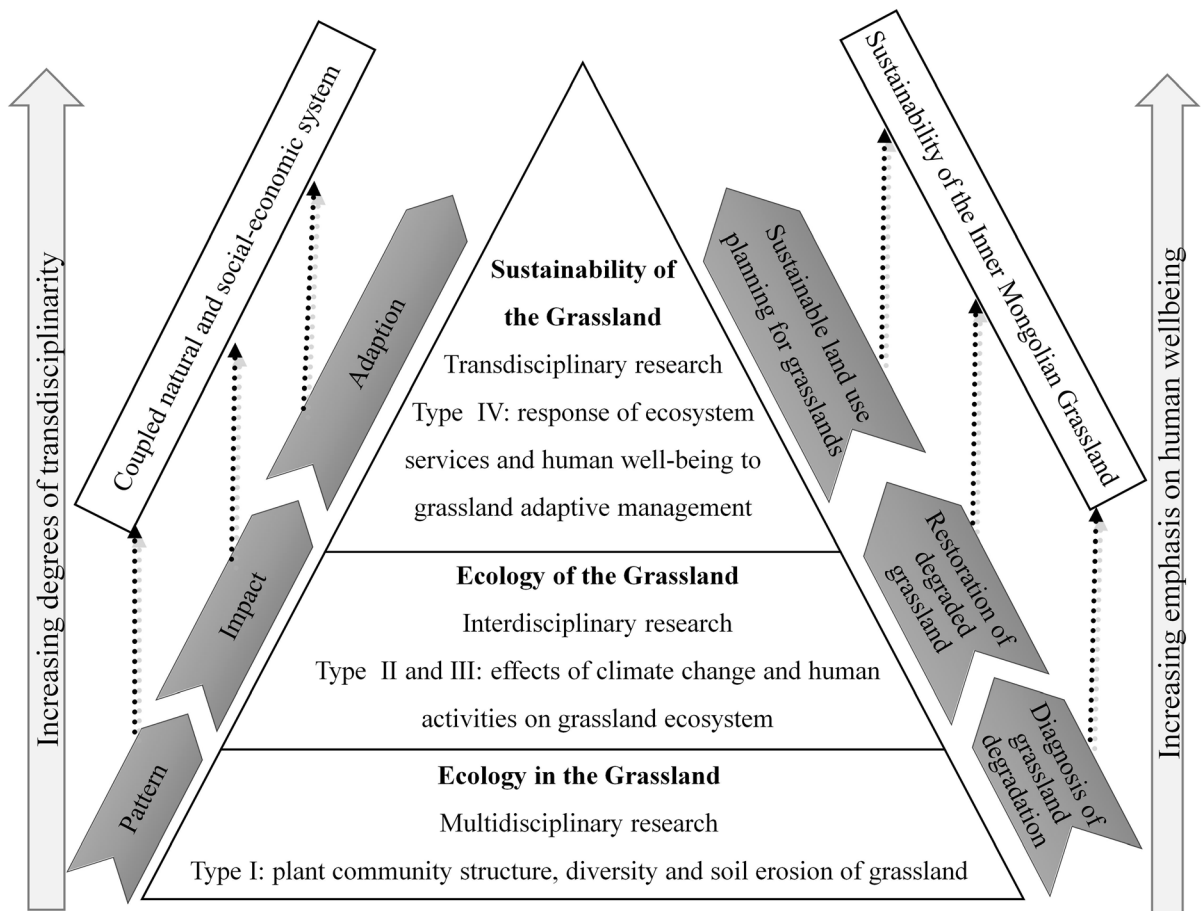 Increasing degrees of transdisciplinarity
Coupled natural and social-economic system
Adaption
Impact
Pattern
Sustainability of
the Grassland
Transdisciplinary research
Type IV: response of ecosystem
services and human well-being to
grassland adaptive management
Ecology of the Grassland
Interdisciplinary research
Type II and III: effects of climate change and human
activities on grassland ecosystem
Ecology in the Grassland
Multidisciplinary research
Type I: plant community structure, diversity and soil erosion of grassland
Sustainable land use
planning for grasslands
Restoration of
degraded
grassland
Diagnosis of
grassland
degradation
Sustainability of the Inner Mongolian Grassland
Increasing emphasis on human wellbeing